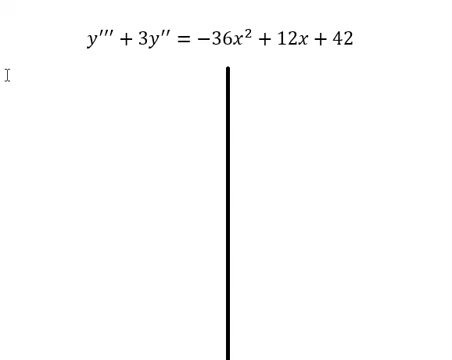 y′′′ + 3y′′ = −36x² + 12x + 42